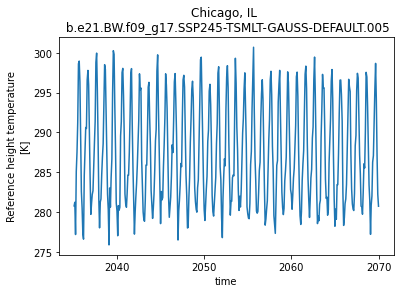 Chicago, IL
b.e21.BW.f09_g17.SSP245-TSMLT-GAUSS-DEFAULT.005
Reference height temperature
[K]
300
295
290
285
280
275
2040
2050
2060
2070
time